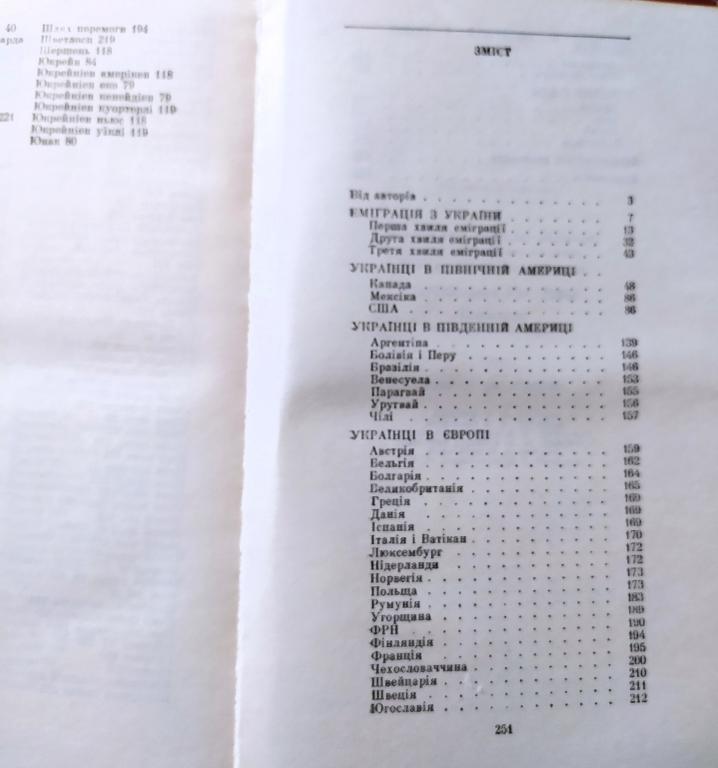 40 Шлях перемоги 194
арда Шветлосц 219
Шершень 118
Юкрейн 84
Юкрейніен амерікен 118
Юкрейніен еко 79
Юкрейніен кенейдіен 79
Юкрейніен куортерлі 119
221 Юкрейніен ньюс 118
Юкрейніен уїклі 119
Юнак 80
ЗМІСТ
Від авторів . . . 3
ЕМІГРАЦІЯ З УКРАЇНИ . . . 7
Перша хвиля еміграції . . . 13
Друга хвиля еміграції . . . 32
Третя хвиля еміграції . . . 43
УКРАЇНЦІ В ПІВНІЧНІЙ АМЕРИЦІ . .
Канада . . . 48
Мексіка . . . 86
США . . . 86
УКРАЇНЦІ В ПІВДЕННІЙ АМЕРИЦІ
Аргентіна . . . 139
Болівія і Перу . . . 146
Бразілія . . . 146
Венесуела . . . 153
Парагвай . . . 155
Уругвай . . . 156
Чілі . . . 157
УКРАЇНЦІ В ЄВРОПІ
Австрія . . . 159
Бельгія . . . 162
Болгарія . . . 164
Великобританія . . . 165
Греція . . . 169
Данія . . . 169
Іспанія . . . 169
Італія і Ватікан . . . 170
Люксембург . . . 172
Нідерланди . . . 172
Норвегія . . . 173
Польща . . . 173
Румунія . . . 183
Угорщина . . . 189
ФРН . . . 190
Фінляндія . . . 194
Франція . . . 195
Чехословаччина . . . 200
Швейцарія . . . 210
Швеція . . . 211
Югославія . . . 212
251